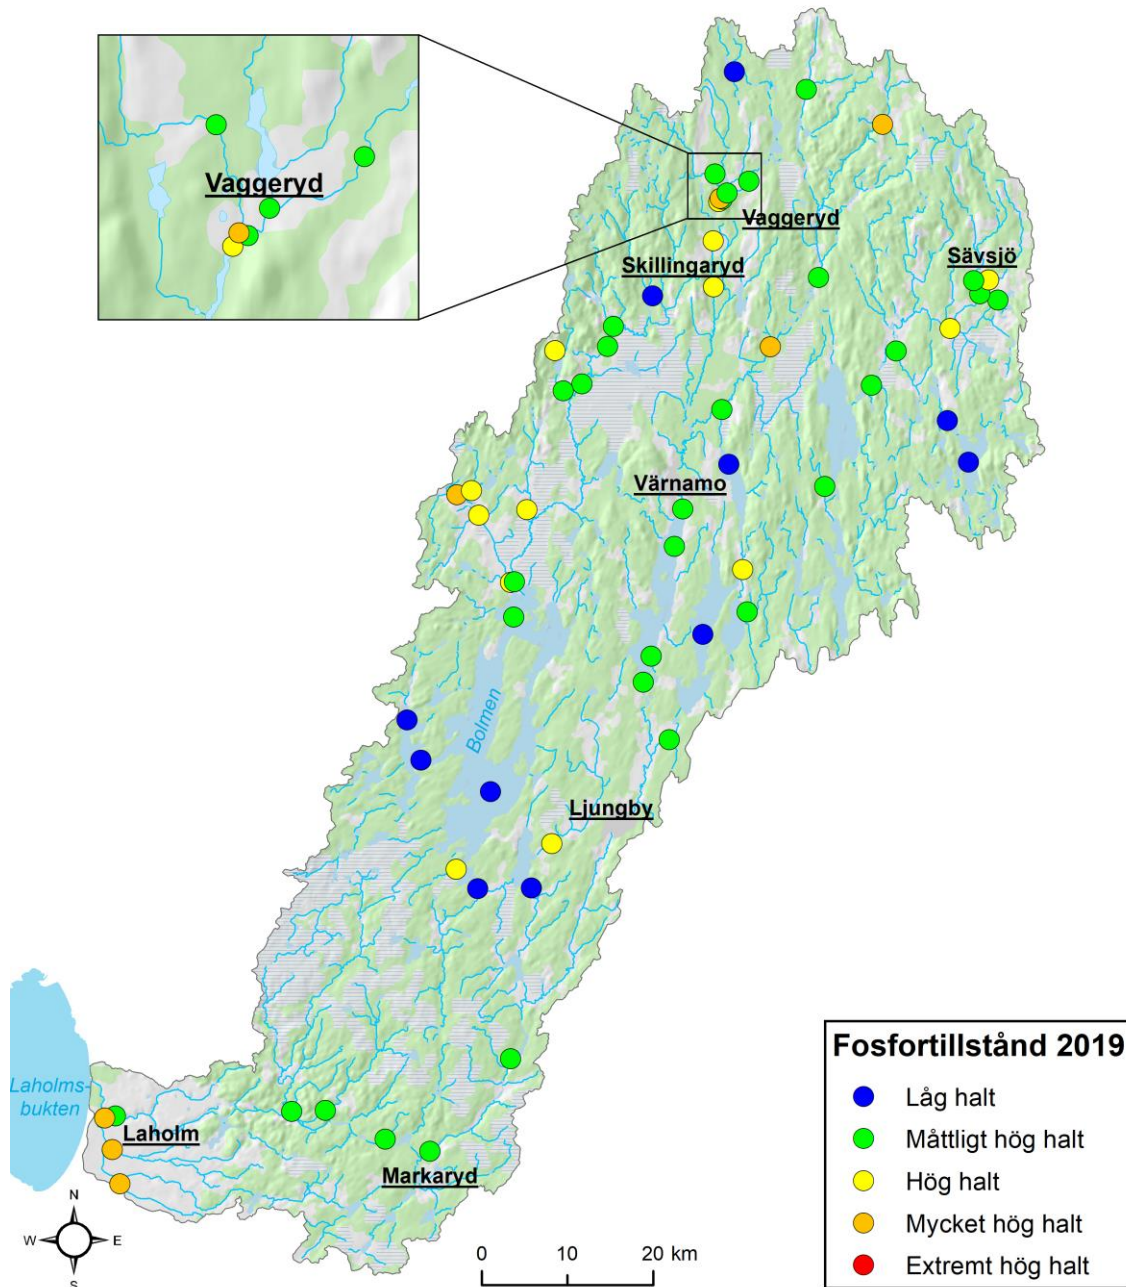 Vaggeryd
Vaggeryd
Skillingaryd
Sävsjö
Värnamo
Bolmen
Ljungby
Laholms-
bukten
Laholm
Markaryd
N
W
E
S
0
10
20 km
Fosfortillstånd 2019
Låg halt
Måttligt hög halt
Hög halt
Mycket hög halt
Extremt hög halt